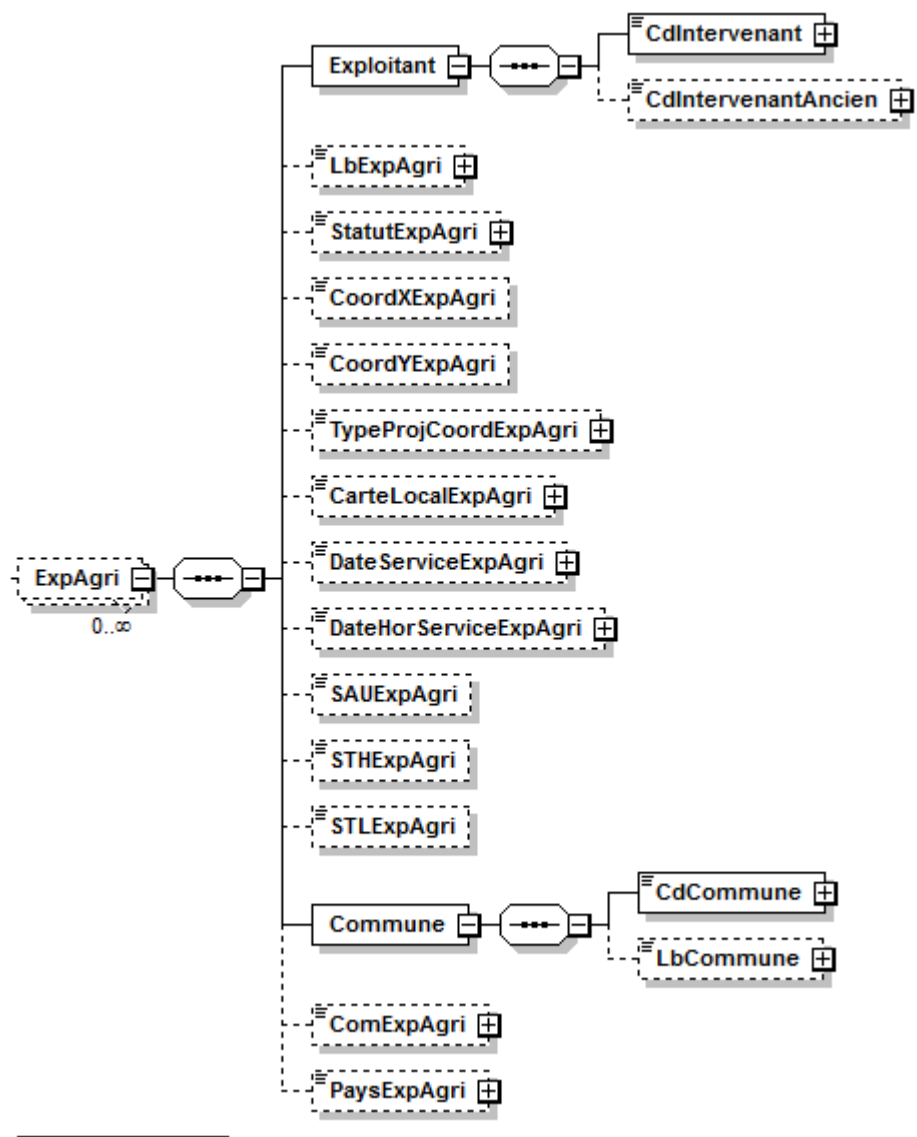 Exploitant
CdIntervenant
CdIntervenantAncien
LbExpAgri
StatutExpAgri
CoordXExpAgri
CoordYExpAgri
TypeProjCoordExpAgri
CarteLocalExpAgri
DateServiceExpAgri
ExpAgri
0..∞
DateHorServiceExpAgri
SAUExpAgri
STHExpAgri
STLExpAgri
Commune
CdCommune
LbCommune
ComExpAgri
PaysExpAgri